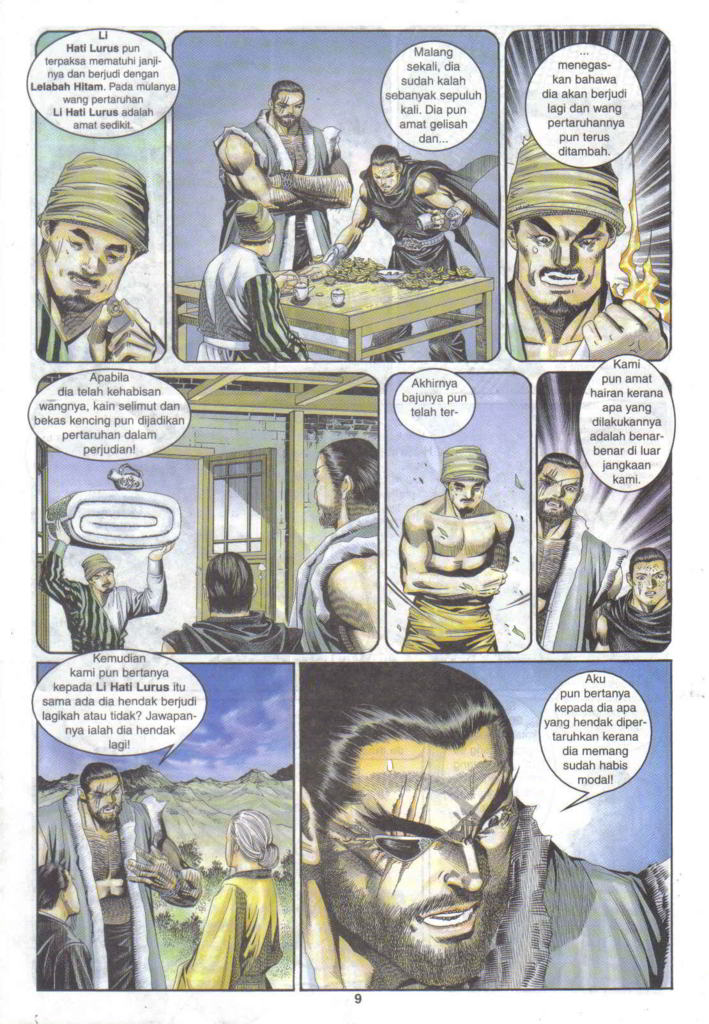 Li
Hati Lurus pun
terpaksa mematuhi janji-
nya dan berjudi dengan
Lelabah Hitam. Pada mulanya
wang pertaruhan
Li Hati Lurus adalah
amat sedikit.
Malang
sekali, dia
sudah kalah
sebanyak sepuluh
kali. Dia pun
amat gelisah
dan...
...
menegas-
kan bahawa
dia akan berjudi
lagi dan wang
pertaruhannya
pun terus
ditambah.
Apabila
dia telah kehabisan
wangnya, kain selimut dan
bekas kencing pun dijadikan
pertaruhan dalam
perjudian!
Akhirnya
bajunya pun
telah ter-
Kami
pun amat
hairan kerana
apa yang
dilakukannya
adalah benar-
benar di luar
jangkaan
kami.
Kemudian
kami pun bertanya
kepada Li Hati Lurus itu
sama ada dia hendak berjudi
lagikah atau tidak? Jawapan-
nya ialah dia hendak
lagi!
Aku
pun bertanya
kepada dia apa
yang hendak diper-
taruhkan kerana
dia memang
sudah habis
modal!
9